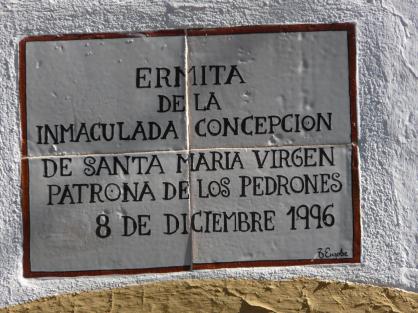 ERMITA
DE LA
INMACULADA CONCEPCION
DE SANTA MARIA VIRGEN
PATRONA DE LOS PEDRONES
8 DE DICIEMBRE 1996